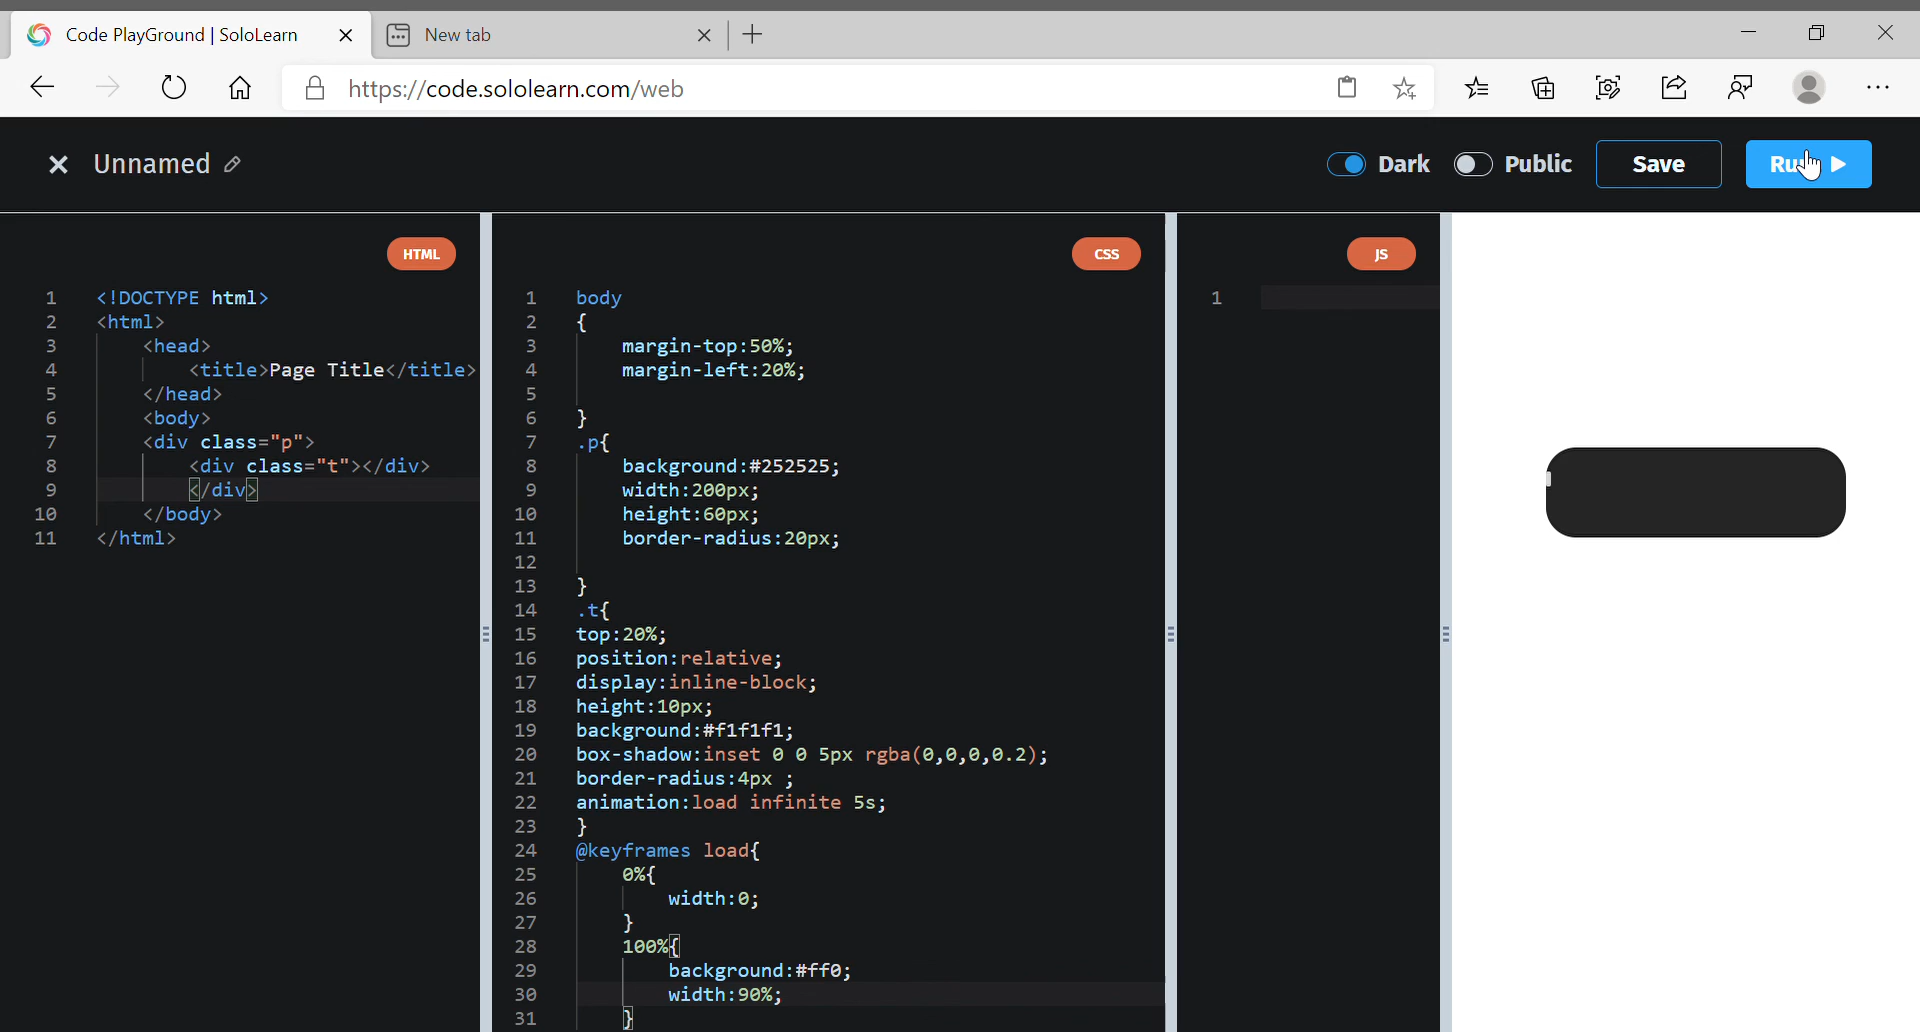 Code PlayGround | SoloLearn
New tab
https://code.sololearn.com/web
Unnamed
Dark
Public
Save
HTML
1 <!DOCTYPE html>
2 <html>
3 <head>
4 <title>Page Title</title>
5 </head>
6 <body>
7 <div class="p">
8 <div class="t"></div>
9 </div>
10 </body>
11 </html>
CSS
1 body
2 {
3 margin-top:50%;
4 margin-left:20%;
5
6 }
7 .p{
8 background:#252525;
9 width:200px;
10 height:60px;
11 border-radius:20px;
12
13 }
14 .t{
15 top:20%;
16 position:relative;
17 display:inline-block;
18 height:10px;
19 background:#f1f1f1;
20 box-shadow:inset 0 0 5px rgba(0,0,0,0.2);
21 border-radius:4px ;
22 animation:load infinite 5s;
23 }
24 @keyframes load{
25 0%{
26 width:0;
27 }
28 100%{
29 background:#ff0;
30 width:90%;
31 }
JS
1